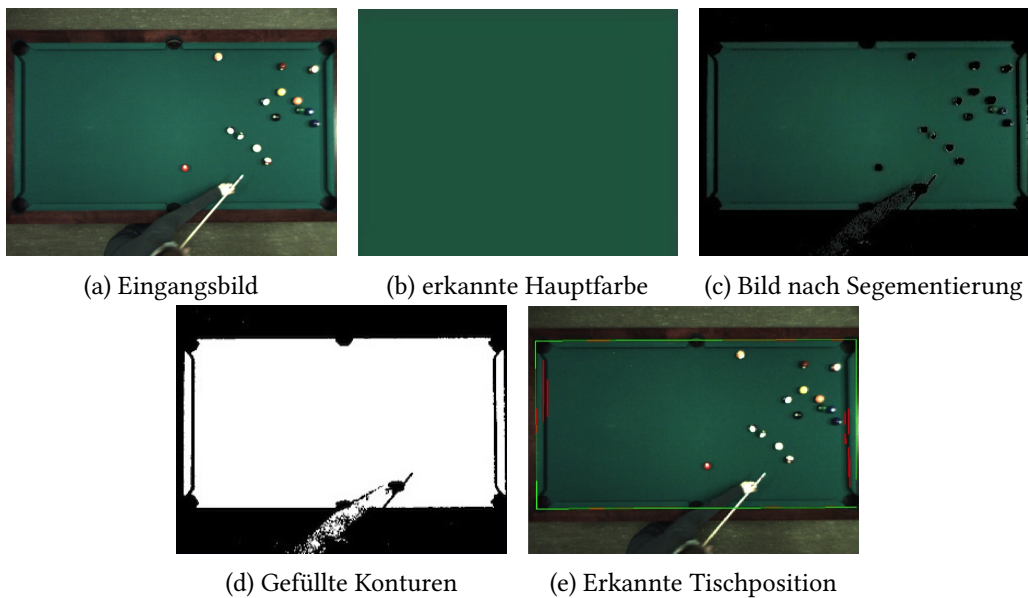 (a) Eingangsbild
(b) erkannte Hauptfarbe
(c) Bild nach Segementierung
(d) Gefüllte Konturen
(e) Erkannte Tischposition